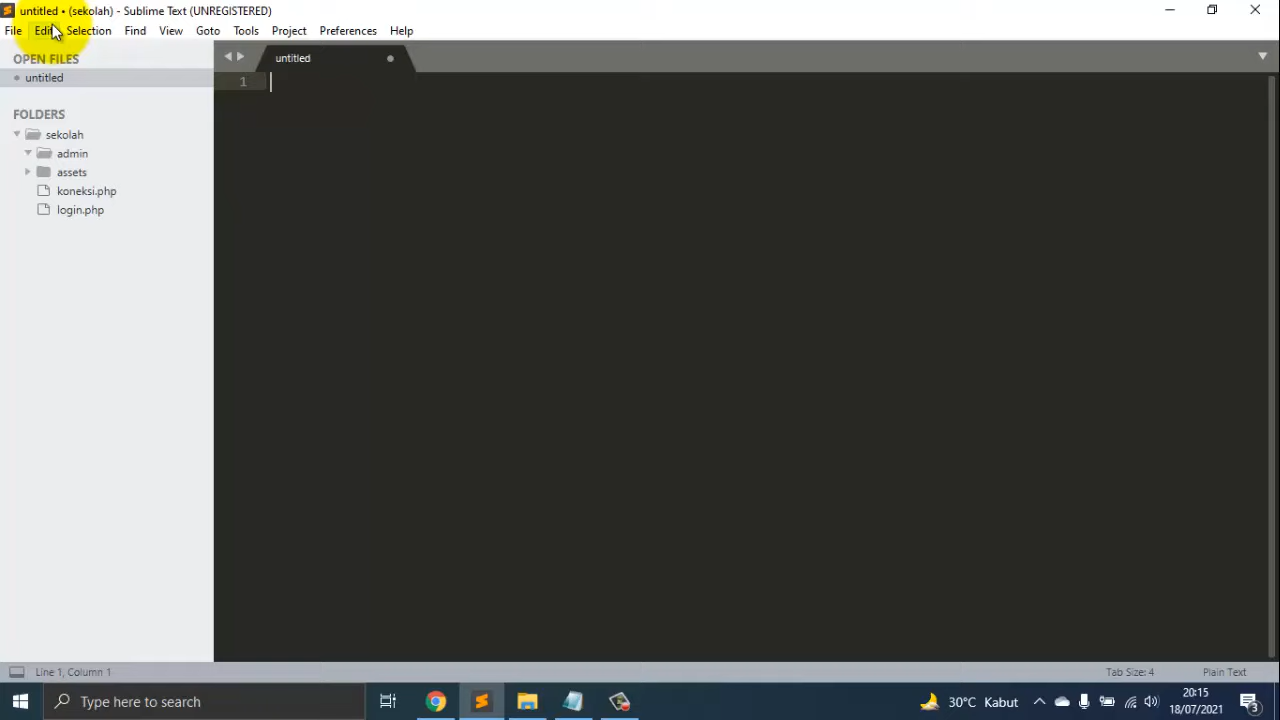 untitled • (sekolah) - Sublime Text (UNREGISTERED)
File Edit Selection Find View Goto Tools Project Preferences Help
OPEN FILES
untitled
untitled
1
FOLDERS
sekolah
admin
assets
koneksi.php
login.php
Line 1, Column 1
Tab Size: 4
Plain Text
Type here to search
30°C Kabut
20:15
18/07/2021
3